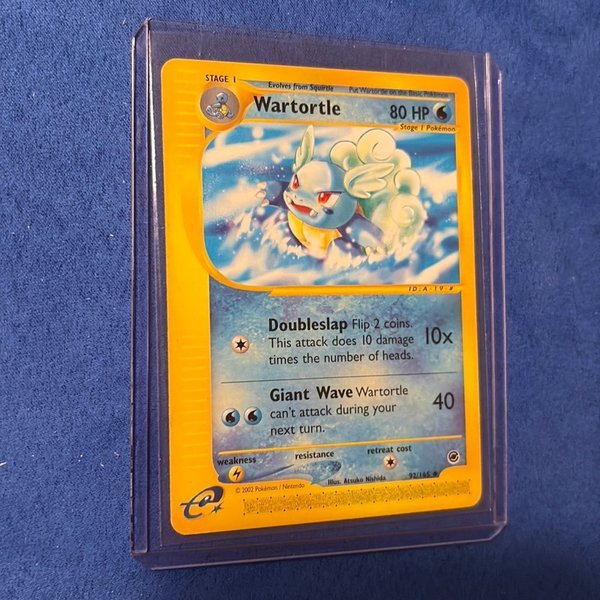 STAGE 1 Evolves from Squirtle Put Wartortle on the Basic Pokémon
Wartortle 80 HP
Stage 1 Pokémon
ID:A-19-#
Doubleslap Flip 2 coins.
This attack does 10 damage 10x
times the number of heads.
Giant Wave Wartortle
can't attack during your 40
next turn.
weakness resistance retreat cost
Illus. Atsuko Nishida 92/165
© 2002 Pokémon / Nintendo
e